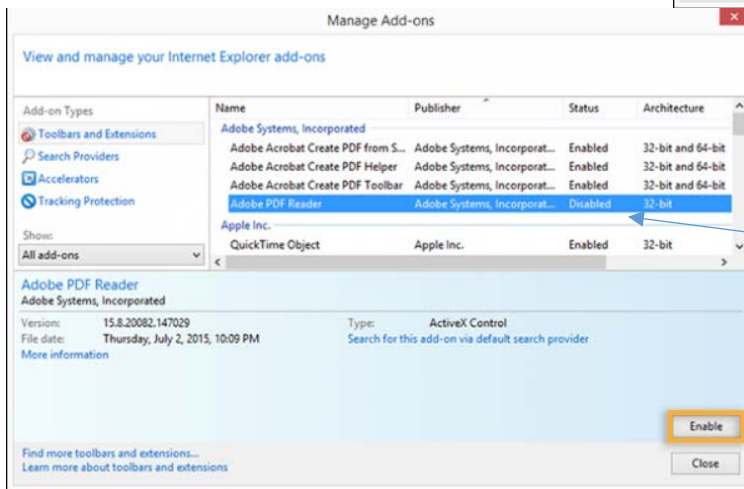 Manage Add-ons
View and manage your Internet Explorer add-ons
Add-on Types
Toolbars and Extensions
Search Providers
Accelerators
Tracking Protection
Show:
All add-ons
Name Publisher Status Architecture
Adobe Systems, Incorporated
Adobe Acrobat Create PDF from S... Adobe Systems, Incorporat... Enabled 32-bit and 64-bit
Adobe Acrobat Create PDF Helper Adobe Systems, Incorporat... Enabled 32-bit and 64-bit
Adobe Acrobat Create PDF Toolbar Adobe Systems, Incorporat... Enabled 32-bit and 64-bit
Adobe PDF Reader Adobe Systems, Incorporat... Disabled 32-bit
Apple Inc.
QuickTime Object Apple Inc. Enabled 32-bit
Adobe PDF Reader
Adobe Systems, Incorporated
Version: 15.8.20082.147029 Type: ActiveX Control
File date: Thursday, July 2, 2015, 10:09 PM Search for this add-on via default search provider
More information
Enable
Find more toolbars and extensions...
Learn more about toolbars and extensions
Close